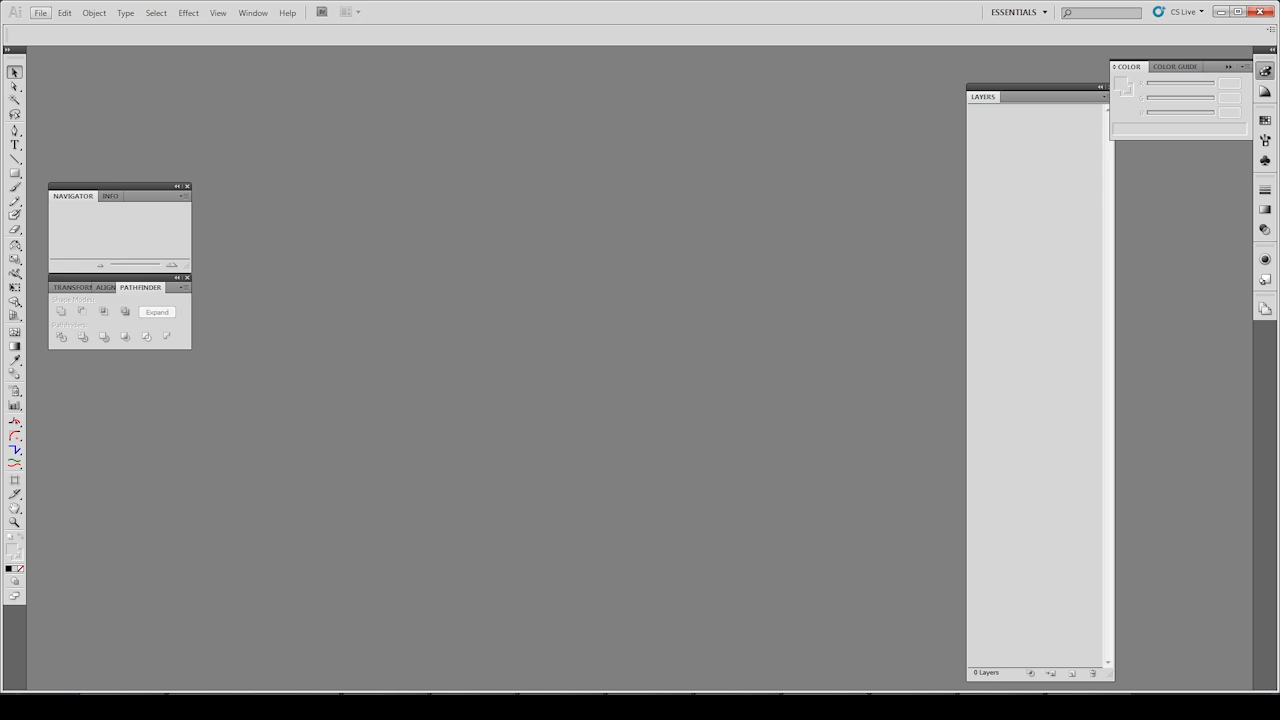 Ai File Edit Object Type Select Effect View Window Help Br ESSENTIALS CS Live
COLOR COLOR GUIDE
LAYERS
NAVIGATOR INFO
TRANSFORM ALIGN PATHFINDER
Shape Modes:
Expand
Pathfinders:
0 Layers